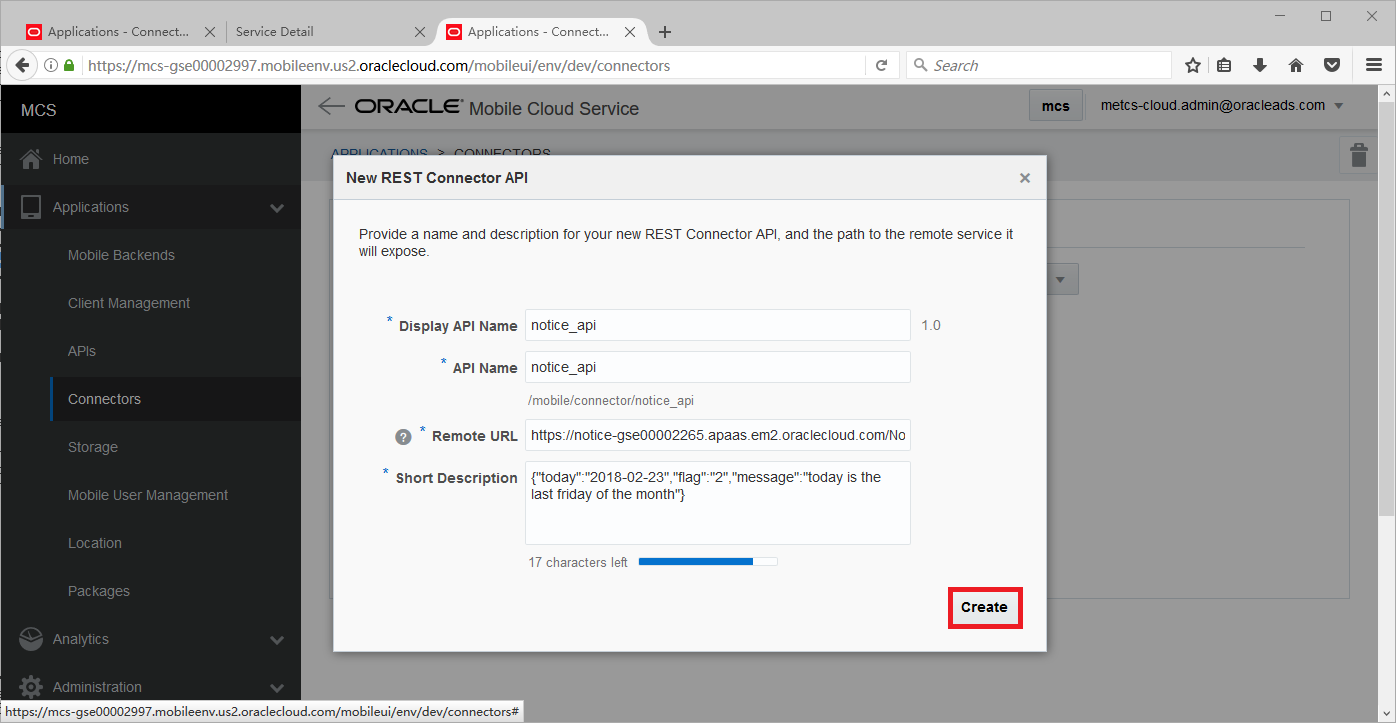 Applications - Connect...
Service Detail
Applications - Connect...
https://mcs-gse00002997.mobileenv.us2.oraclecloud.com/mobileui/env/dev/connectors
Search
MCS
ORACLE Mobile Cloud Service
mcs
metcs-cloud.admin@oracleads.com
Home
Applications
Mobile Backends
Client Management
APIs
Connectors
Storage
Mobile User Management
Location
Packages
Analytics
Administration
APPLICATIONS > CONNECTORS
New REST Connector API
Provide a name and description for your new REST Connector API, and the path to the remote service it
will expose.
* Display API Name notice_api 1.0
* API Name notice_api
/mobile/connector/notice_api
? * Remote URL https://notice-gse00002265.apaas.em2.oraclecloud.com/No
* Short Description {"today":"2018-02-23","flag":"2","message":"today is the
last friday of the month"}
17 characters left
Create
https://mcs-gse00002997.mobileenv.us2.oraclecloud.com/mobileui/env/dev/connectors#